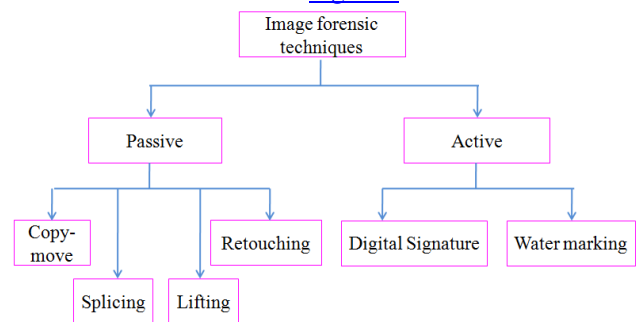 Image forensic
techniques
Passive
Active
Copy-
move
Retouching
Digital Signature
Water marking
Splicing
Lifting